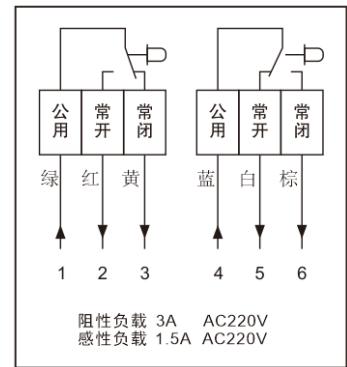 公用 常开 常闭 公用 常开 常闭
绿 红 黄 蓝 白 棕
1 2 3 4 5 6
阻性负载 3A AC220V
感性负载 1.5A AC220V